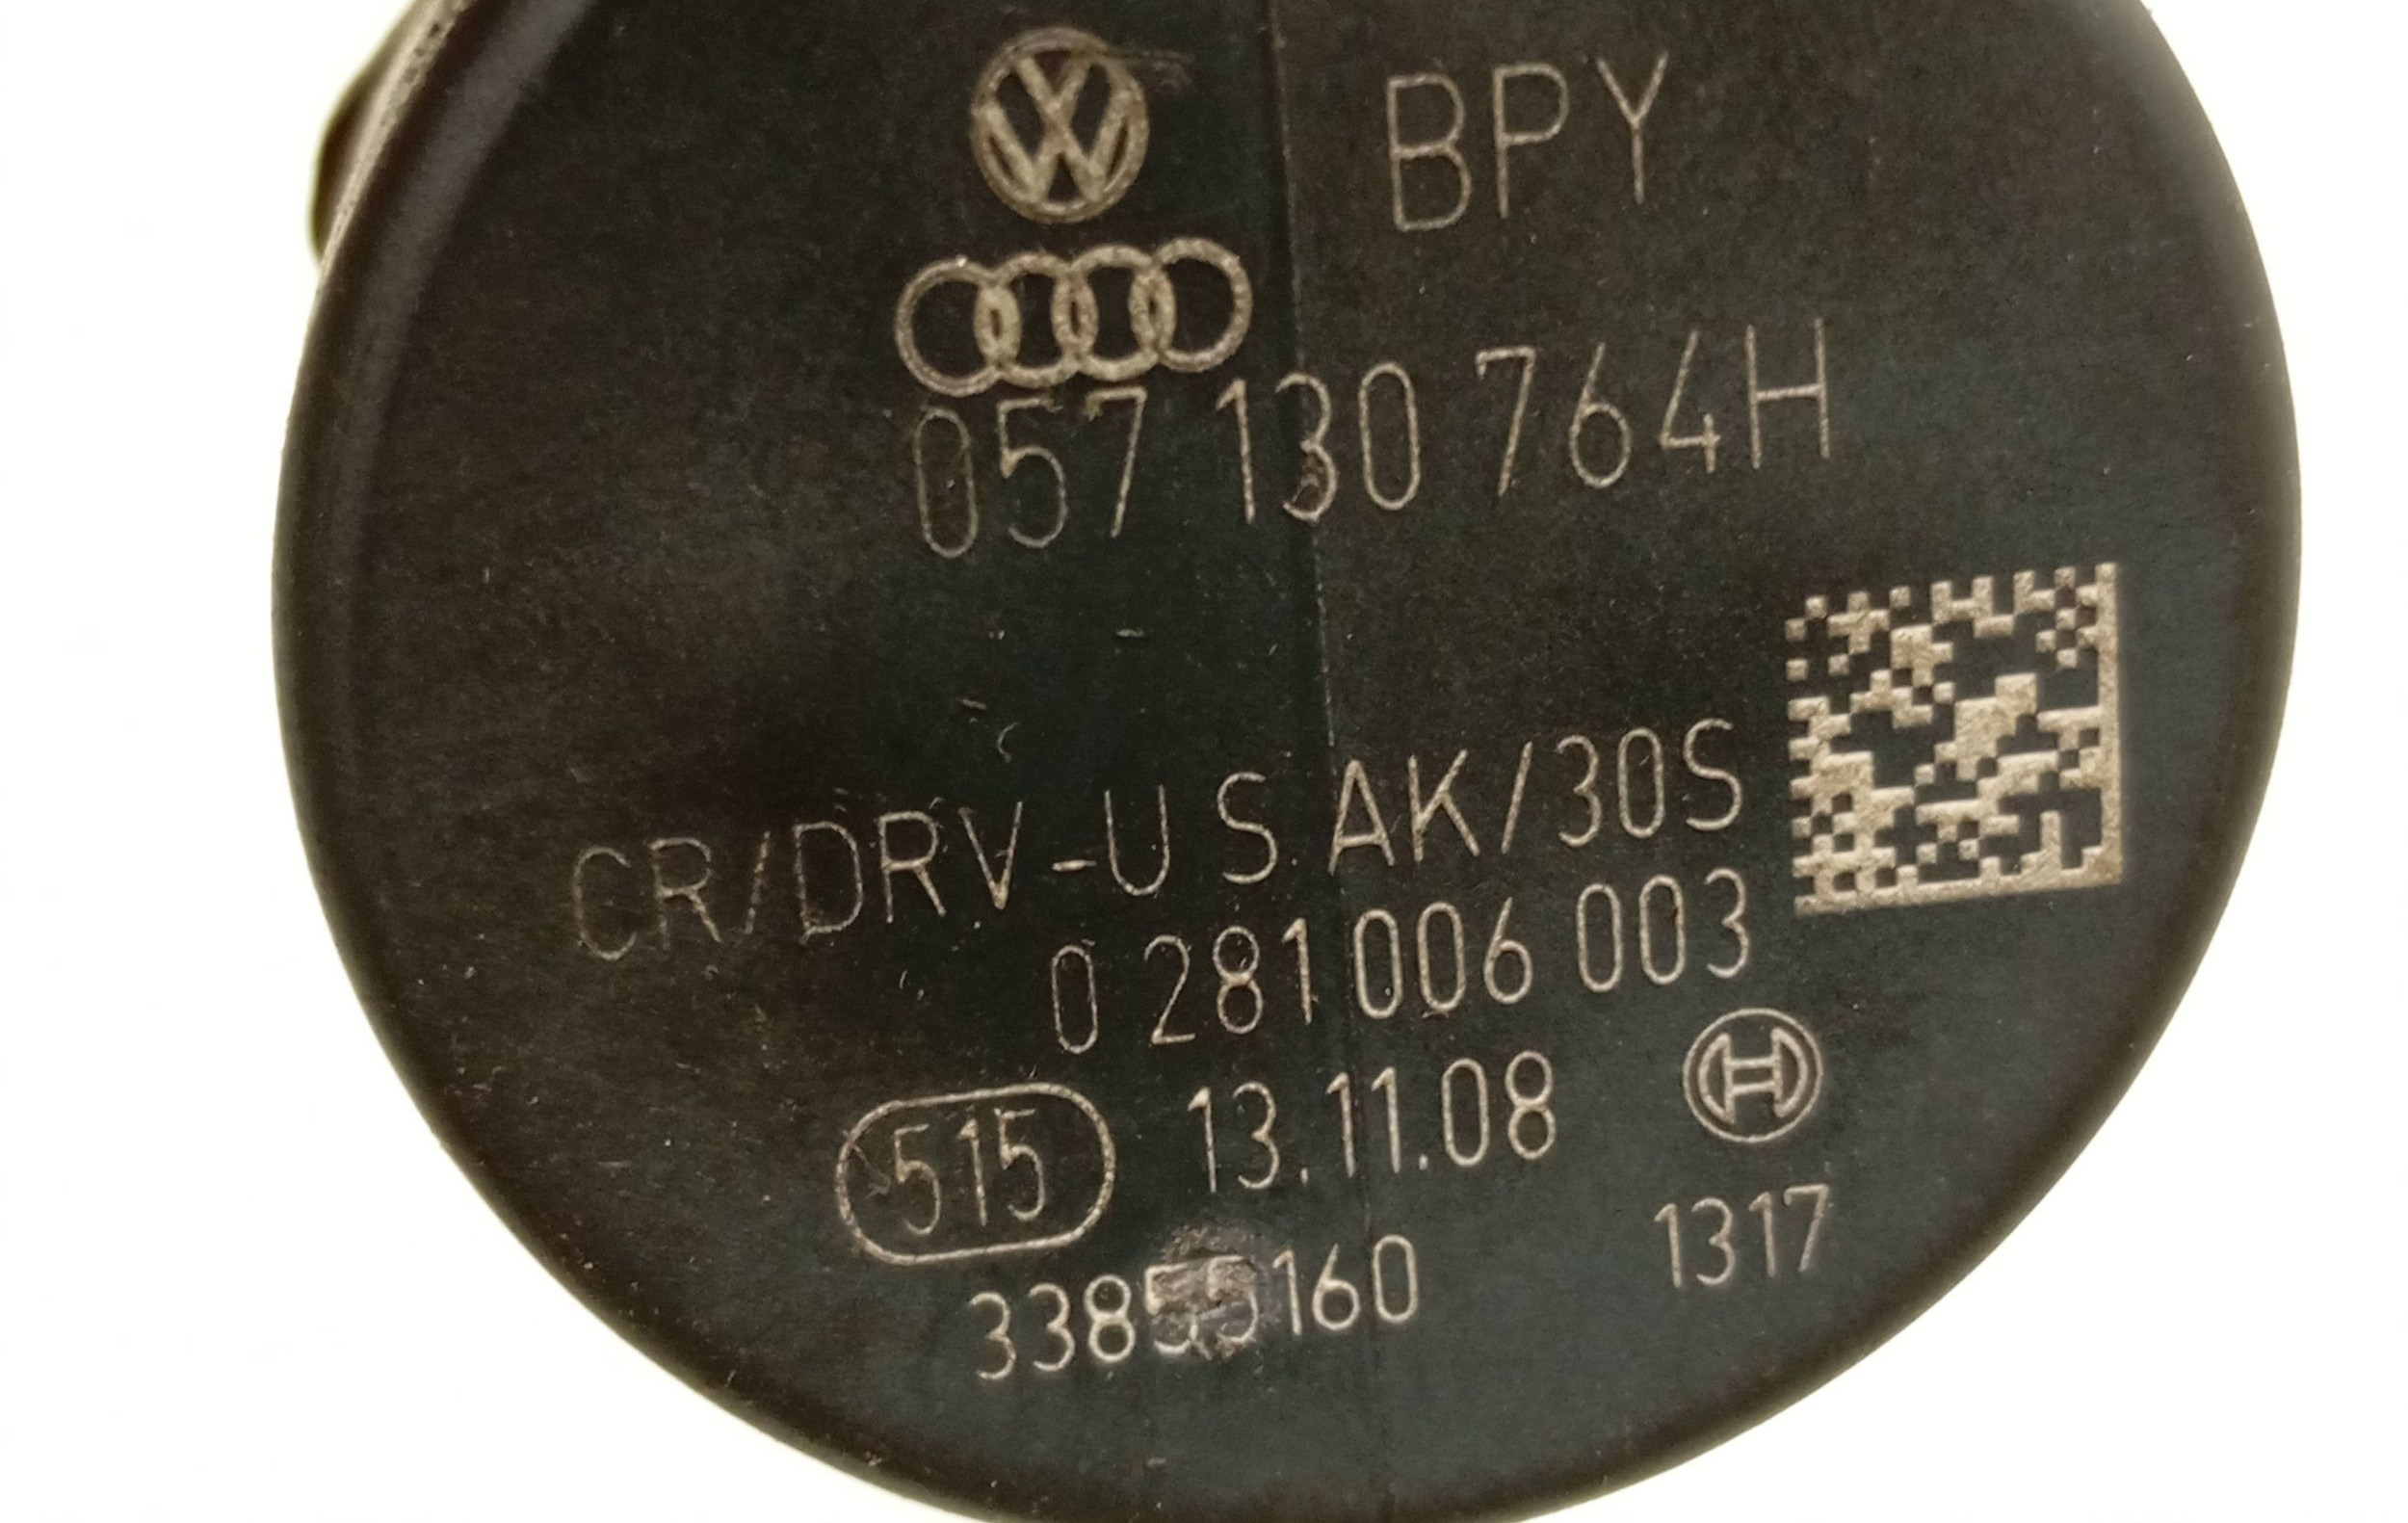 BPY
057 130 764H
CR/DRV-U S AK/30S
0 281 006 003
515 13.11.08
1317